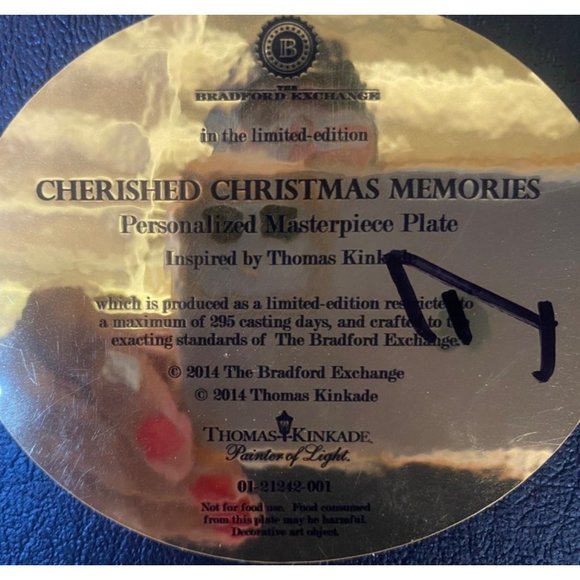 B
THE
BRADFORD EXCHANGE
in the limited-edition
CHERISHED CHRISTMAS MEMORIES
Personalized Masterpiece Plate
Inspired by Thomas Kinkade
which is produced as a limited-edition restricted to
a maximum of 295 casting days, and crafted to
exacting standards of The Bradford Exchange.
© 2014 The Bradford Exchange
© 2014 Thomas Kinkade
THOMAS KINKADE
Painter of Light.
01-21242-001
Not for food use. Food consumed
from this plate may be harmful.
Decorative art object.